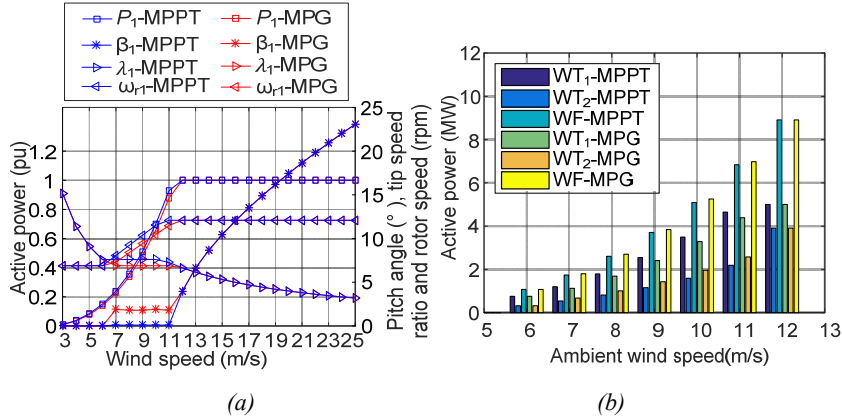 (a)
P₁-MPPT P₁-MPG
β₁-MPPT β₁-MPG
λ₁-MPPT λ₁-MPG
ωr1-MPPT ωr1-MPG
Active power (pu)
1.2
1
0.8
0.6
0.4
0.2
0
25
20
15
10
5
0
Pitch angle (°), tip speed
ratio and rotor speed (rpm)
3 5 7 9 11 13 15 17 19 21 23 25
Wind speed (m/s)
(a)
WT₁-MPPT
WT₂-MPPT
WF-MPPT
WT₁-MPG
WT₂-MPG
WF-MPG
Active power (MW)
12
10
8
6
4
2
0
5 6 7 8 9 10 11 12 13
Ambient wind speed(m/s)
(b)